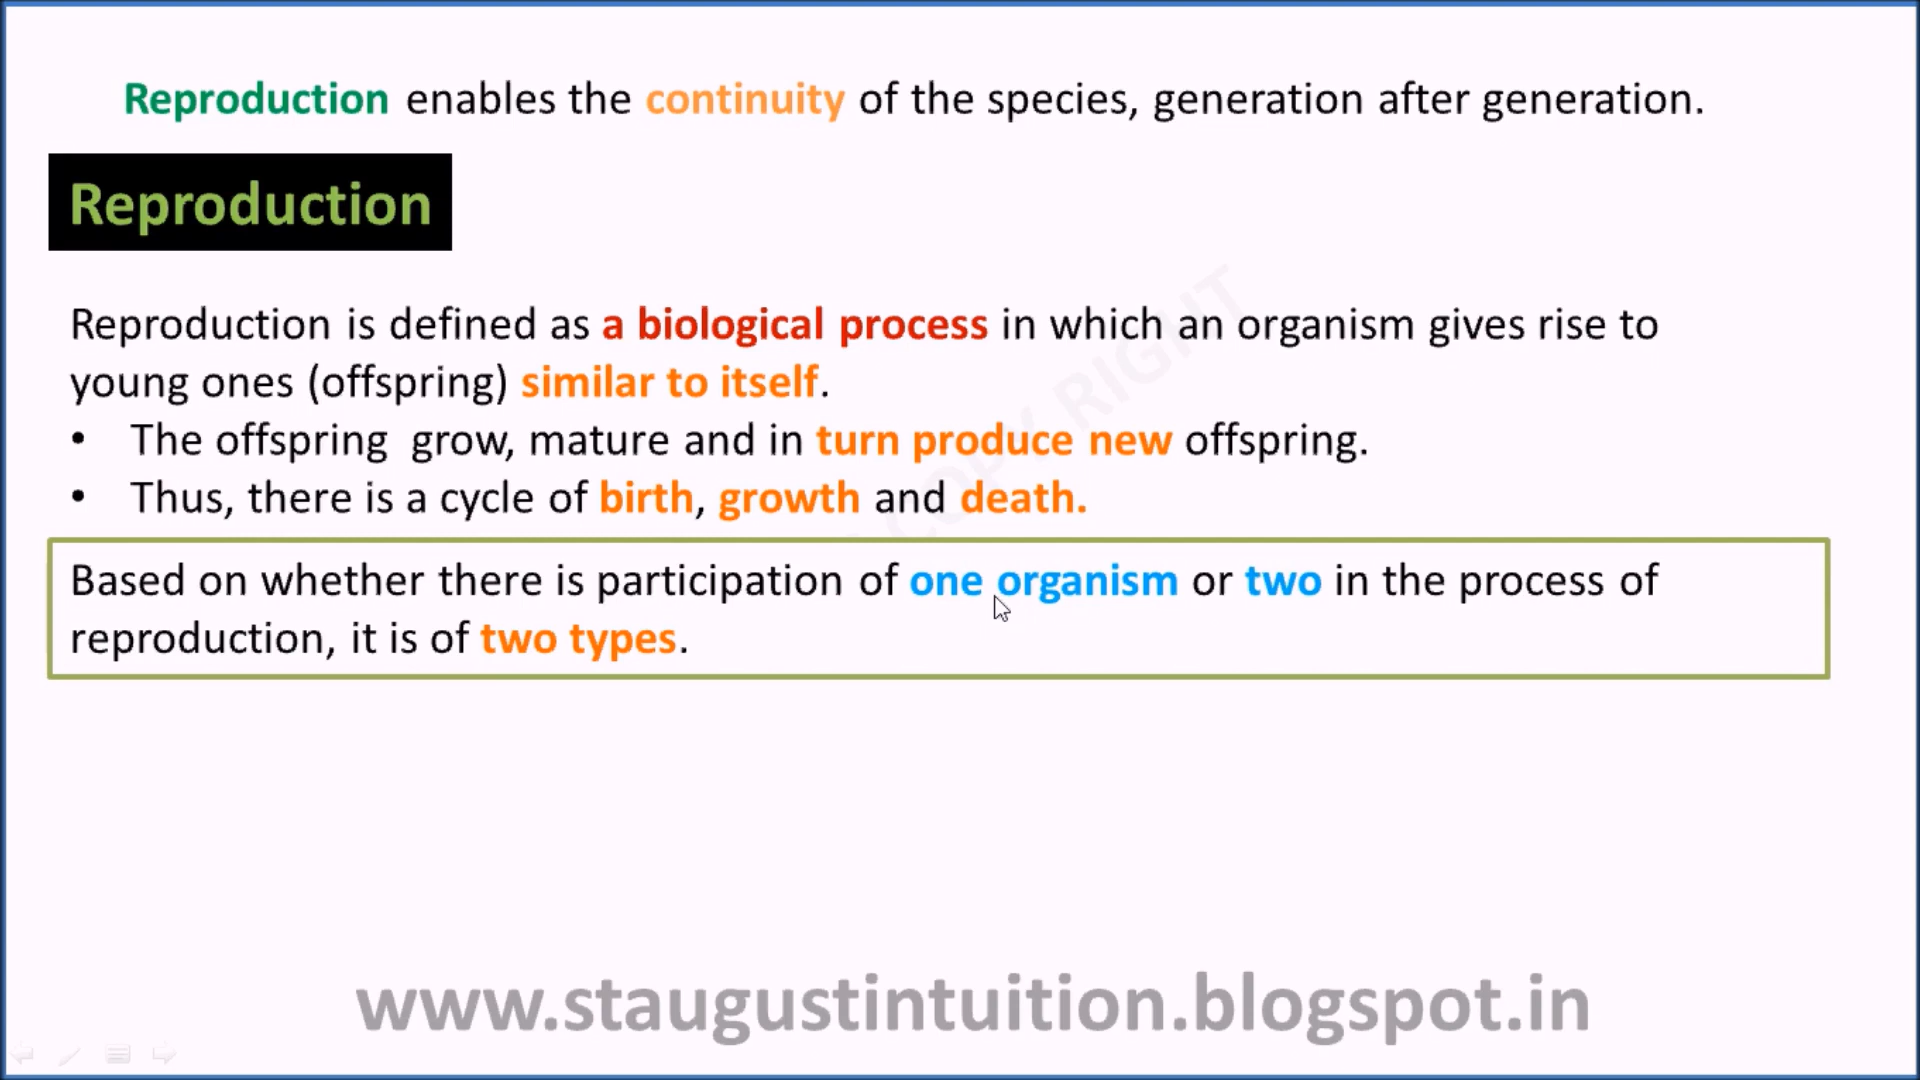 Reproduction enables the continuity of the species, generation after generation.
Reproduction
Reproduction is defined as a biological process in which an organism gives rise to
young ones (offspring) similar to itself.
• The offspring grow, mature and in turn produce new offspring.
• Thus, there is a cycle of birth, growth and death.
COPY RIGHT
Based on whether there is participation of one organism or two in the process of
reproduction, it is of two types.
www.staugustintuition.blogspot.in